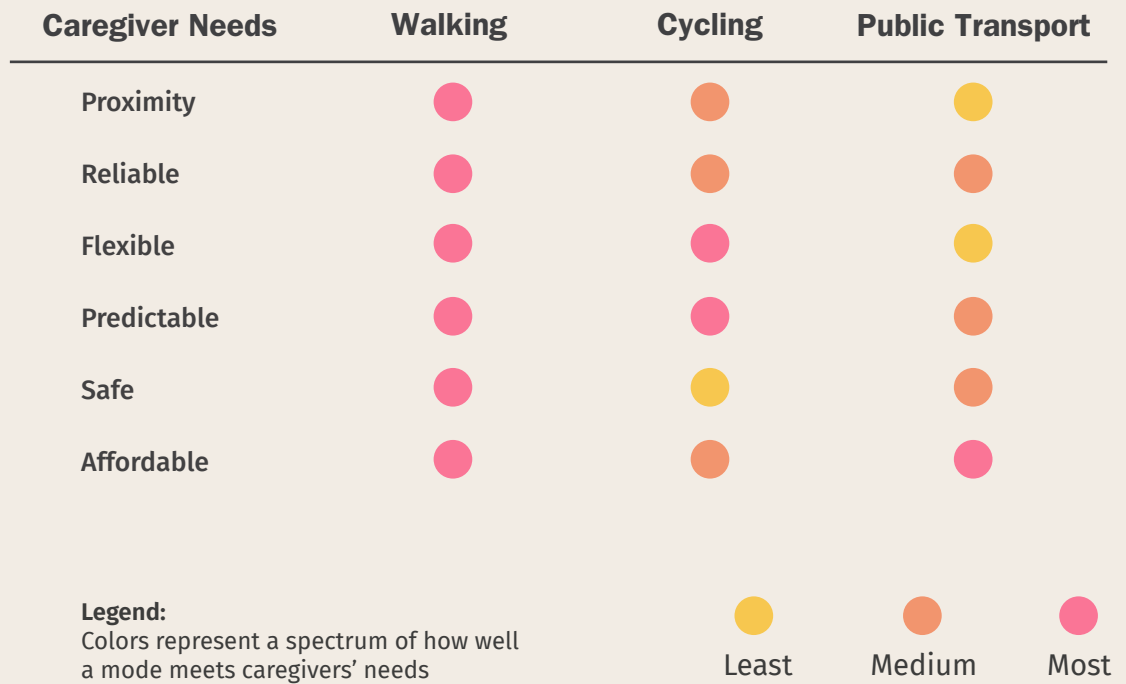 Caregiver Needs Walking Cycling Public Transport
Proximity
Reliable
Flexible
Predictable
Safe
Affordable
Legend:
Colors represent a spectrum of how well
a mode meets caregivers’ needs
Least Medium Most